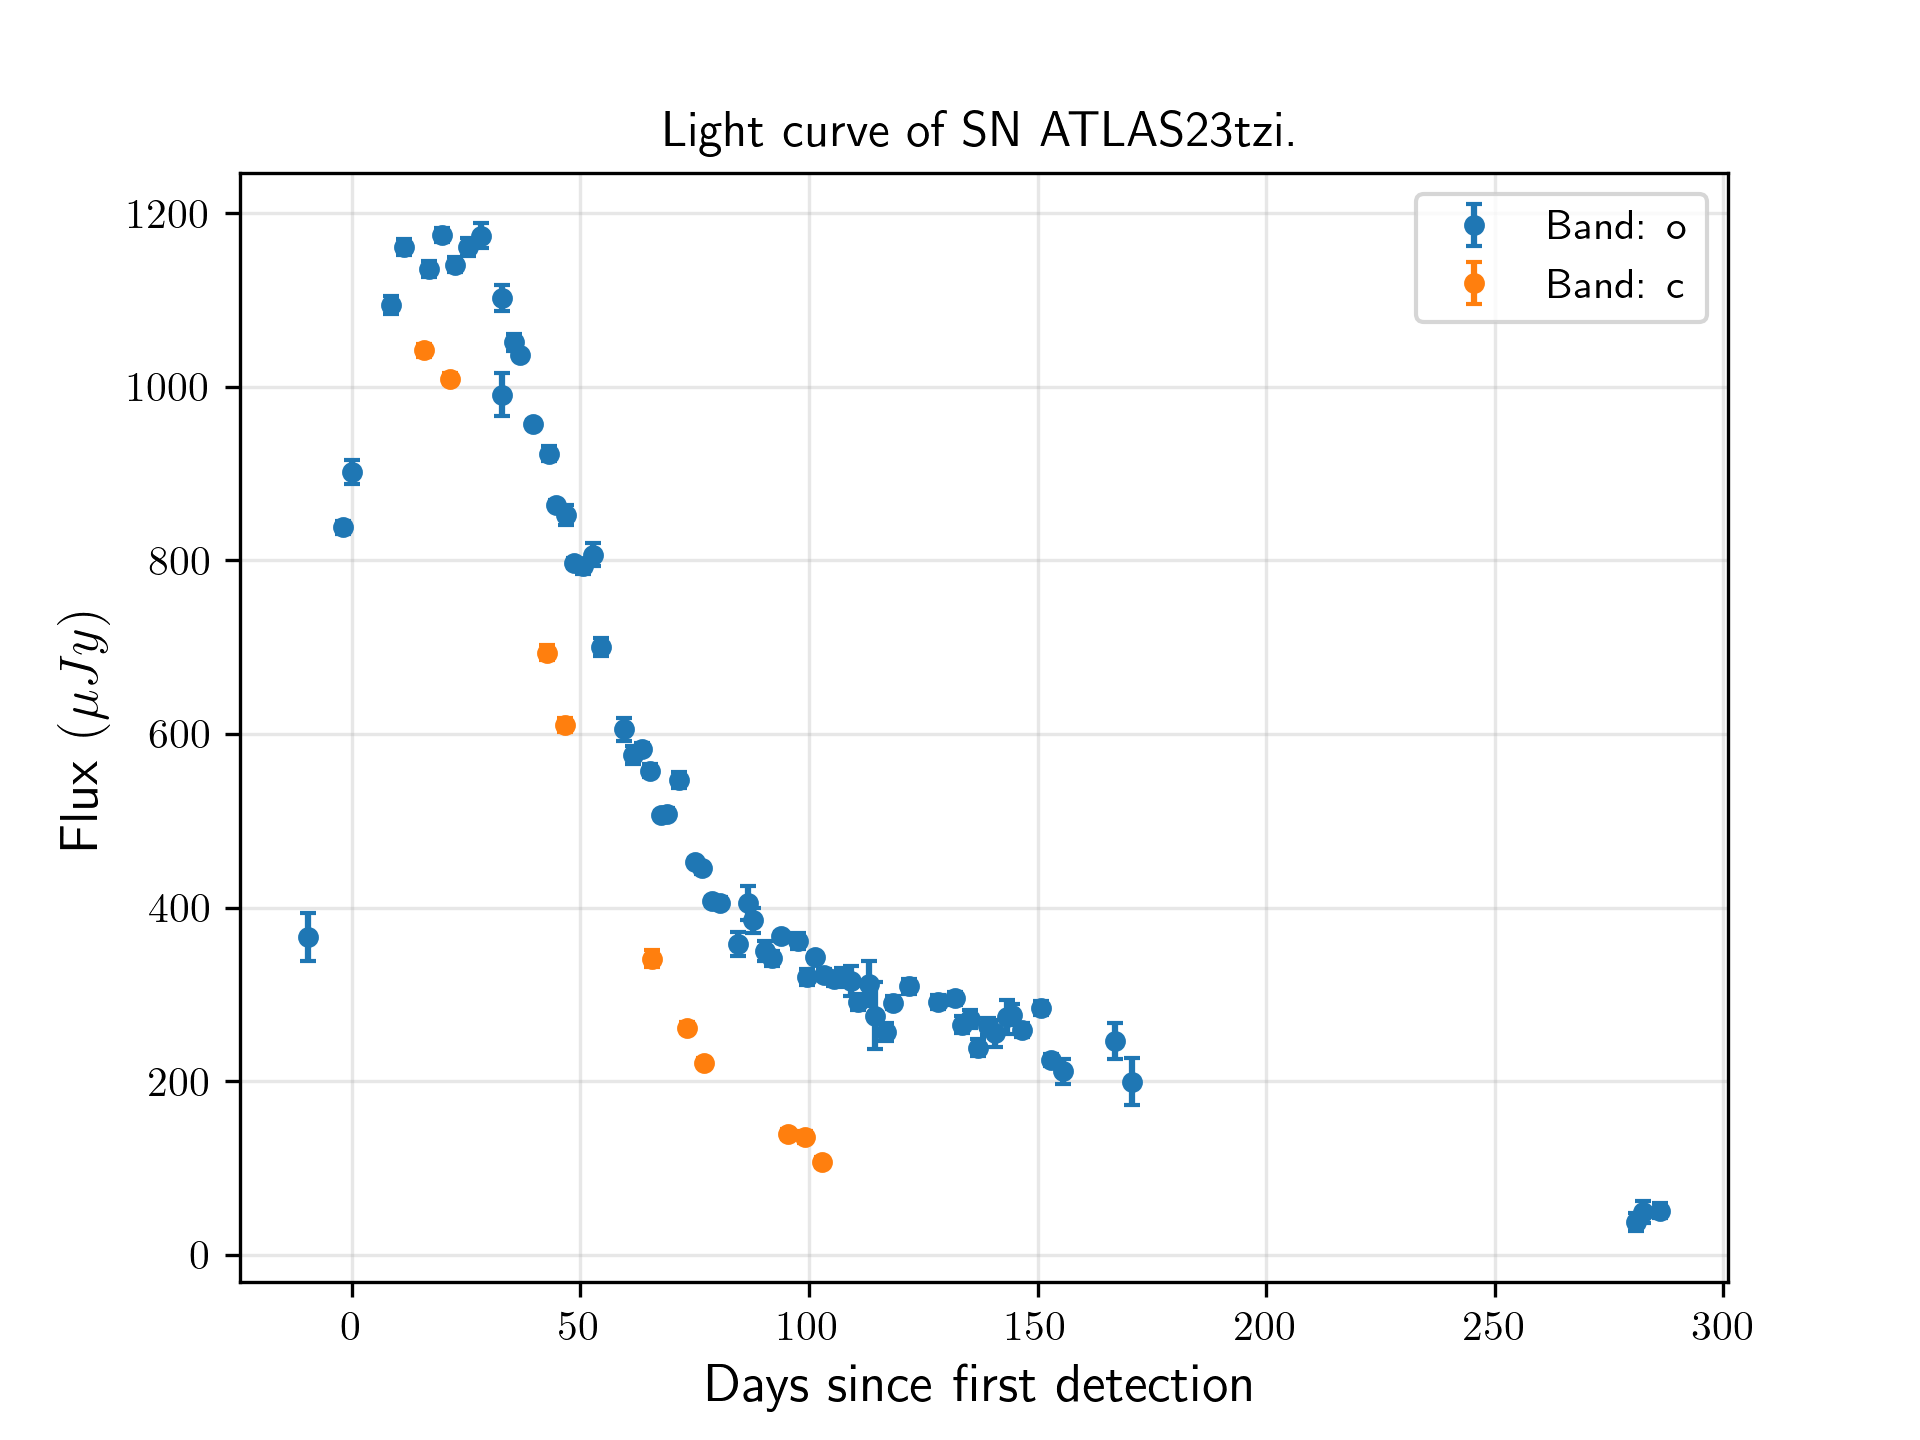 Light curve of SN ATLAS23tzi.
Band: o
Band: c
1200
1000
800
600
400
200
0
Flux (μJy)
0 50 100 150 200 250 300
Days since first detection